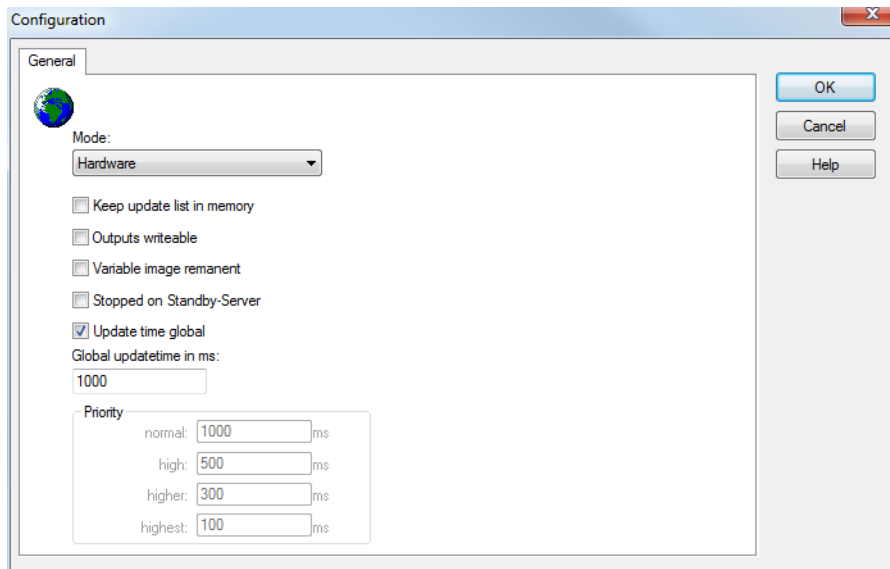 Configuration
X
General
OK
Cancel
Help
Mode:
Hardware
Keep update list in memory
Outputs writeable
Variable image remanent
Stopped on Standby-Server
Update time global
Global updatetime in ms:
1000
Priority
normal: 1000 ms
high: 500 ms
higher: 300 ms
highest: 100 ms